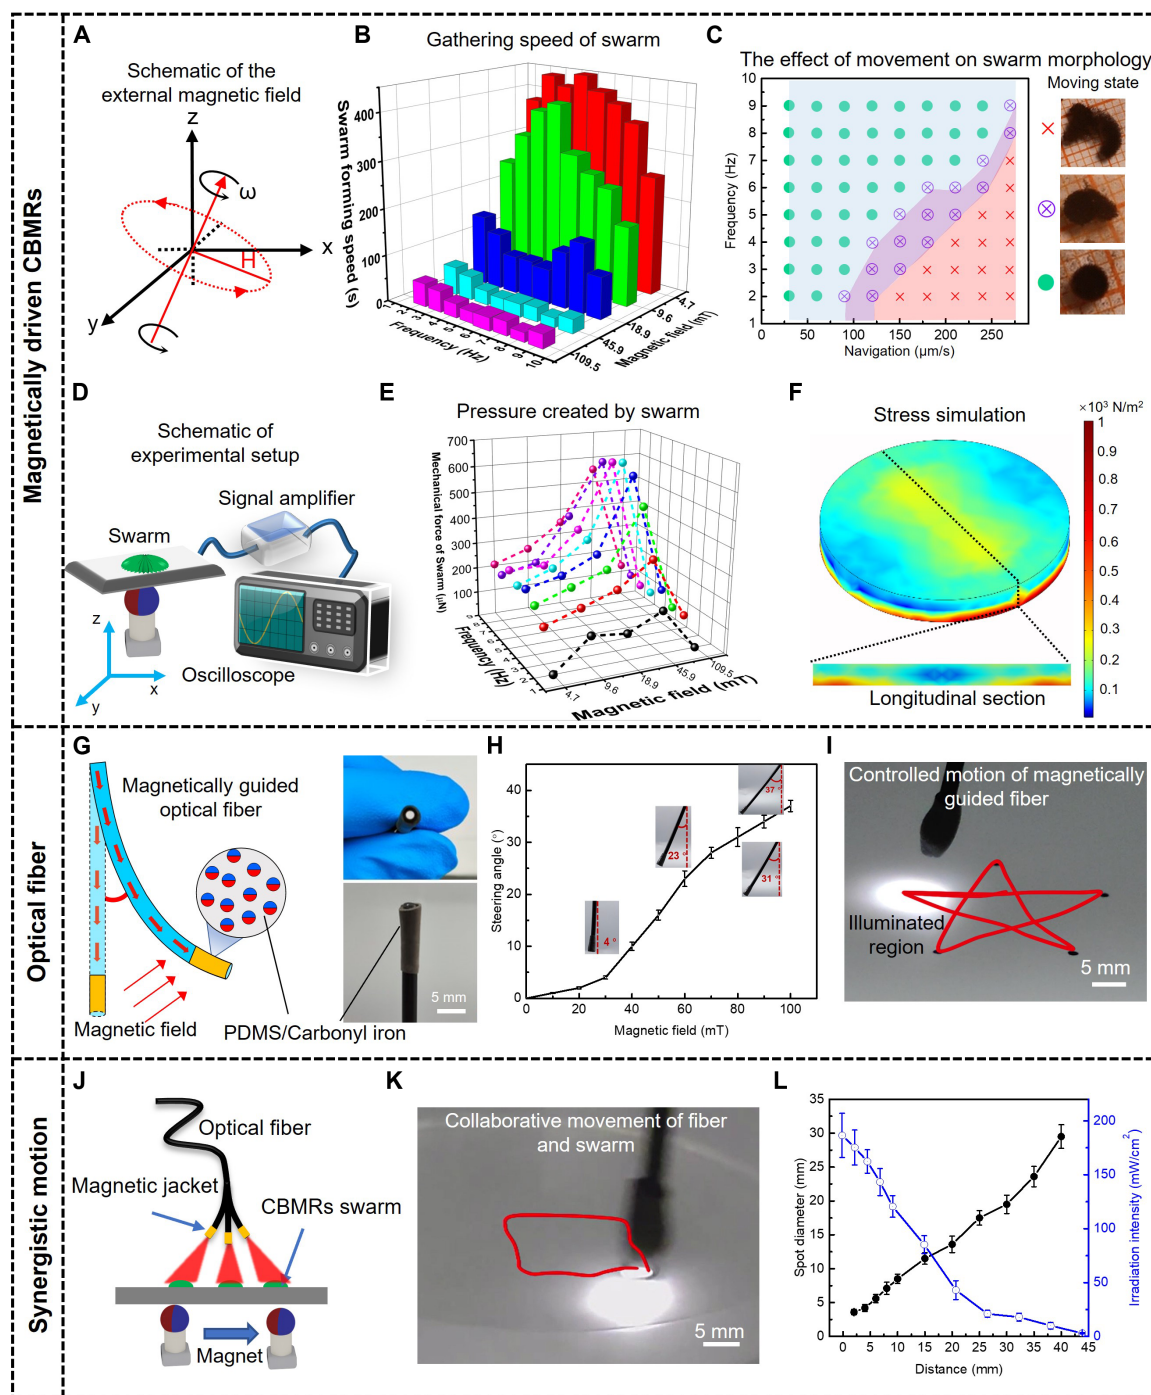 Magnetically driven CBMRs
A
Schematic of the
external magnetic field
z
ω
x
H
y
B
Gathering speed of swarm
Swarm forming speed (s)
400
300
200
100
0
1
2
3
4
5
6
7
8
9
10
Frequency (Hz)
4.7
9.6
18.9
45.9
109.5
Magnetic field (mT)
C
The effect of movement on swarm morphology
Moving state
Frequency (Hz)
10
9
8
7
6
5
4
3
2
1
0 50 100 150 200 250
Navigation (μm/s)
D
Schematic of
experimental setup
Signal amplifier
Swarm
z
x
y
Oscilloscope
E
Pressure created by swarm
Mechanical force of Swarm (μN)
700
600
500
400
300
200
100
Frequency (Hz)
4.7
9.6
18.9
45.9
109.5
Magnetic field (mT)
F
Stress simulation
×10³ N/m²
1
0.9
0.8
0.7
0.6
0.5
0.4
0.3
0.2
0.1
Longitudinal section
Optical fiber
G
Magnetically guided
optical fiber
Magnetic field
PDMS/Carbonyl iron
5 mm
H
Steering angle (°)
40
30
20
10
0
0 20 40 60 80 100
Magnetic field (mT)
4 °
23 °
37 °
31 °
I
Controlled motion of magnetically
guided fiber
Illuminated
region
5 mm
Synergistic motion
J
Optical fiber
Magnetic jacket
CBMRs swarm
Magnet
K
Collaborative movement of fiber
and swarm
5 mm
L
Spot diameter (mm)
35
30
25
20
15
10
5
0
0 5 10 15 20 25 30 35 40 45
Distance (mm)
200
150
100
50
0
Irradiation intensity (mW/cm²)